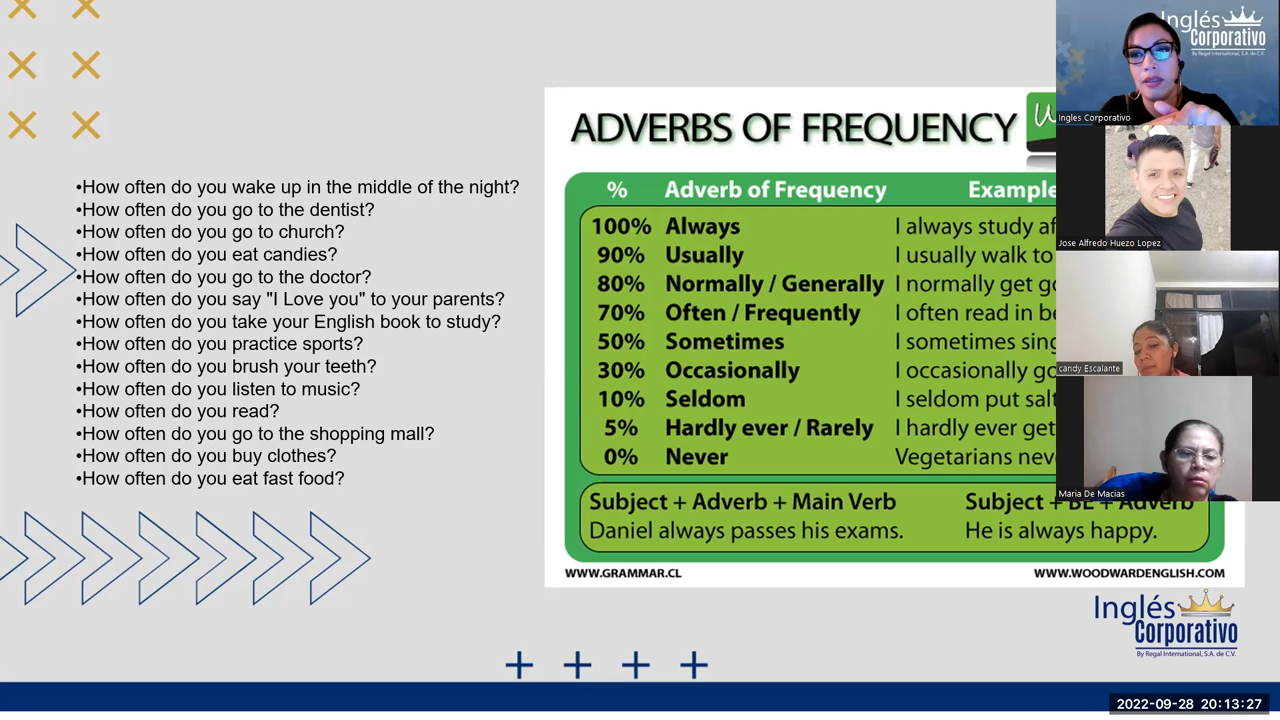 •How often do you wake up in the middle of the night?
•How often do you go to the dentist?
•How often do you go to church?
•How often do you eat candies?
•How often do you go to the doctor?
•How often do you say "I Love you" to your parents?
•How often do you take your English book to study?
•How often do you practice sports?
•How often do you brush your teeth?
•How often do you listen to music?
•How often do you read?
•How often do you go to the shopping mall?
•How often do you buy clothes?
•How often do you eat fast food?
ADVERBS OF FREQUENCY
% Adverb of Frequency Example
100% Always I always study
90% Usually I usually walk to
80% Normally / Generally I normally get
70% Often / Frequently I often read in
50% Sometimes I sometimes
30% Occasionally I occasionally
10% Seldom I seldom put
5% Hardly ever / Rarely I hardly ever get
0% Never Vegetarians
Subject + Adverb + Main Verb Subject + BE + Adverb
Daniel always passes his exams. He is always happy.
WWW.GRAMMAR.CL WWW.WOODWARDENGLISH.COM
Inglés
Corporativo
By Regal International, S.A. de C.V.
Ingles Corporativo
Jose Alfredo Huezo Lopez
candy Escalante
Maria De Macias
Inglés
Corporativo
By Regal International, S.A. de C.V.
2022-09-28 20:13:27